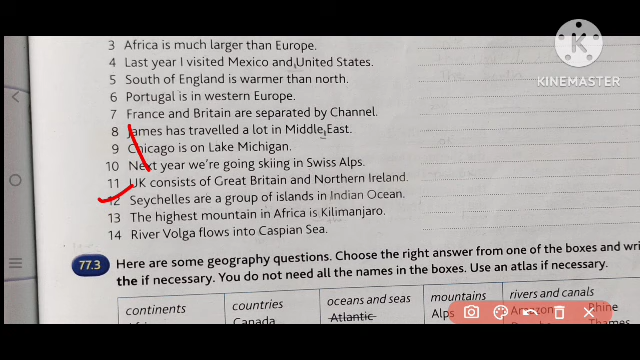 3 Africa is much larger than Europe.
4 Last year I visited Mexico and United States.
5 South of England is warmer than north.
6 Portugal is in western Europe.
7 France and Britain are separated by Channel.
8 James has travelled a lot in Middle East.
9 Chicago is on Lake Michigan.
10 Next year we're going skiing in Swiss Alps.
11 UK consists of Great Britain and Northern Ireland.
12 Seychelles are a group of islands in Indian Ocean.
13 The highest mountain in Africa is Kilimanjaro.
14 River Volga flows into Caspian Sea.
K
KINEMASTER
77.3 Here are some geography questions. Choose the right answer from one of the boxes and wri
the if necessary. You do not need all the names in the boxes. Use an atlas if necessary.
continents countries oceans and seas mountains rivers and canals
Canada Atlantic Alps Amazon Rhine
Thames